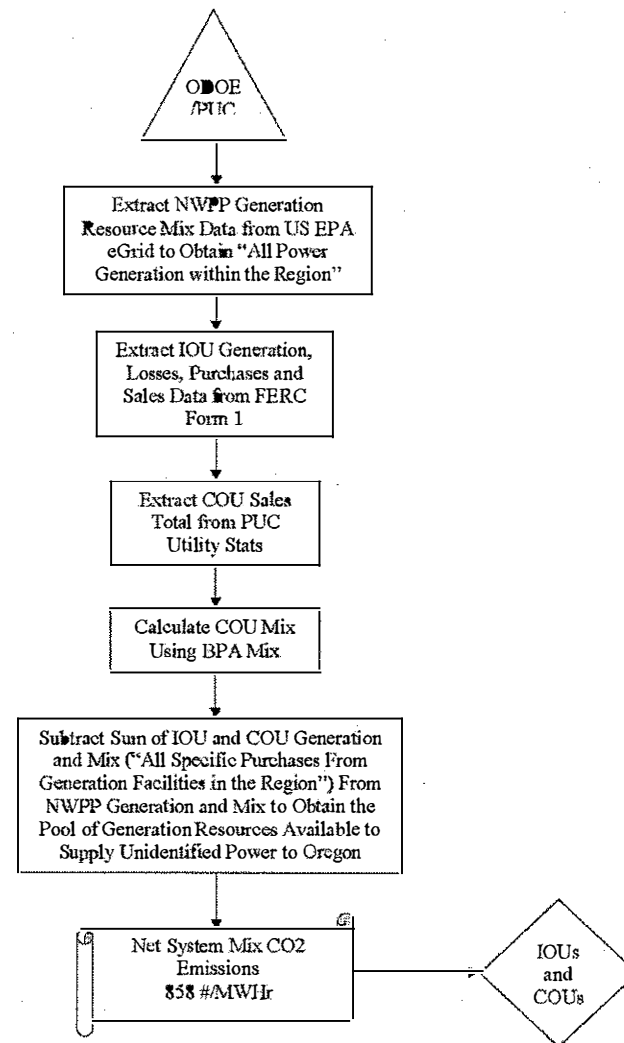 ODOE
/PUC
Extract NWPP Generation
Resource Mix Data from US EPA
eGrid to Obtain “All Power
Generation within the Region”
Extract IOU Generation,
Losses, Purchases and
Sales Data from FERC
Form 1
Extract COU Sales
Total from PUC
Utility Stats
Calculate COU Mix
Using BPA Mix
Subtract Sum of IOU and COU Generation
and Mix (“All Specific Purchases From
Generation Facilities in the Region”) From
NWPP Generation and Mix to Obtain the
Pool of Generation Resources Available to
Supply Unidentified Power to Oregon
Net System Mix CO2
Emissions
858 #/MWHr
IOUs
and
COUs